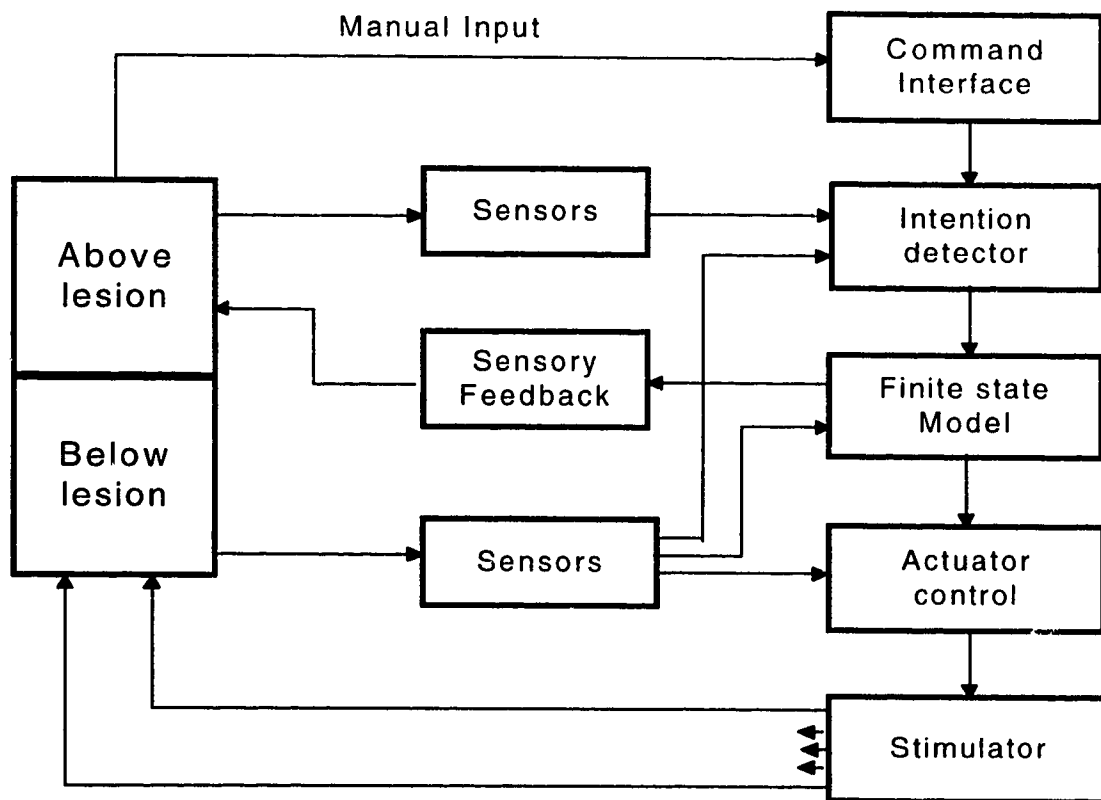 Manual Input
Command
Interface
Sensors
Intention
detector
Above
lesion
Sensory
Feedback
Finite state
Model
Below
lesion
Sensors
Actuator
control
Stimulator